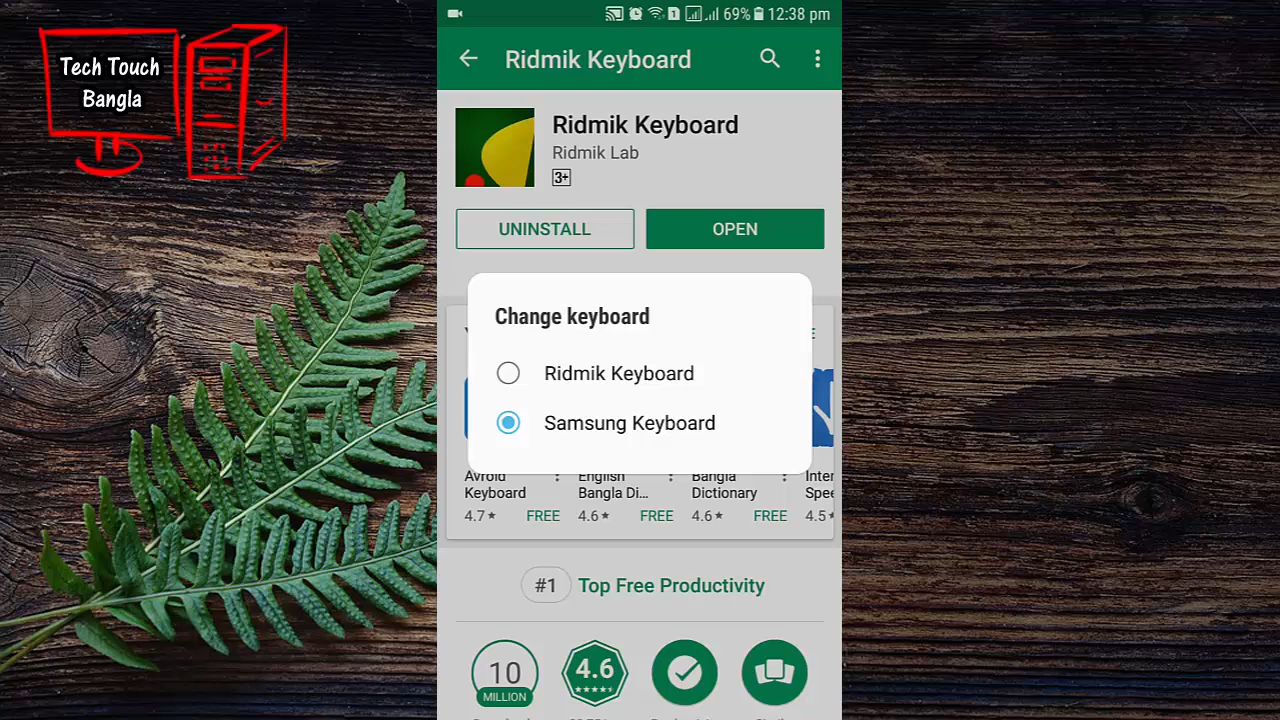 Tech Touch
Bangla
69% 12:38 pm
Ridmik Keyboard
Ridmik Keyboard
Ridmik Lab
3+
UNINSTALL
OPEN
Change keyboard
Ridmik Keyboard
Samsung Keyboard
Avroid
Keyboard
4.7★ FREE
English
Bangla Di...
4.6★ FREE
Bangla
Dictionary
4.6★ FREE
4.5★
#1 Top Free Productivity
10
MILLION
4.6